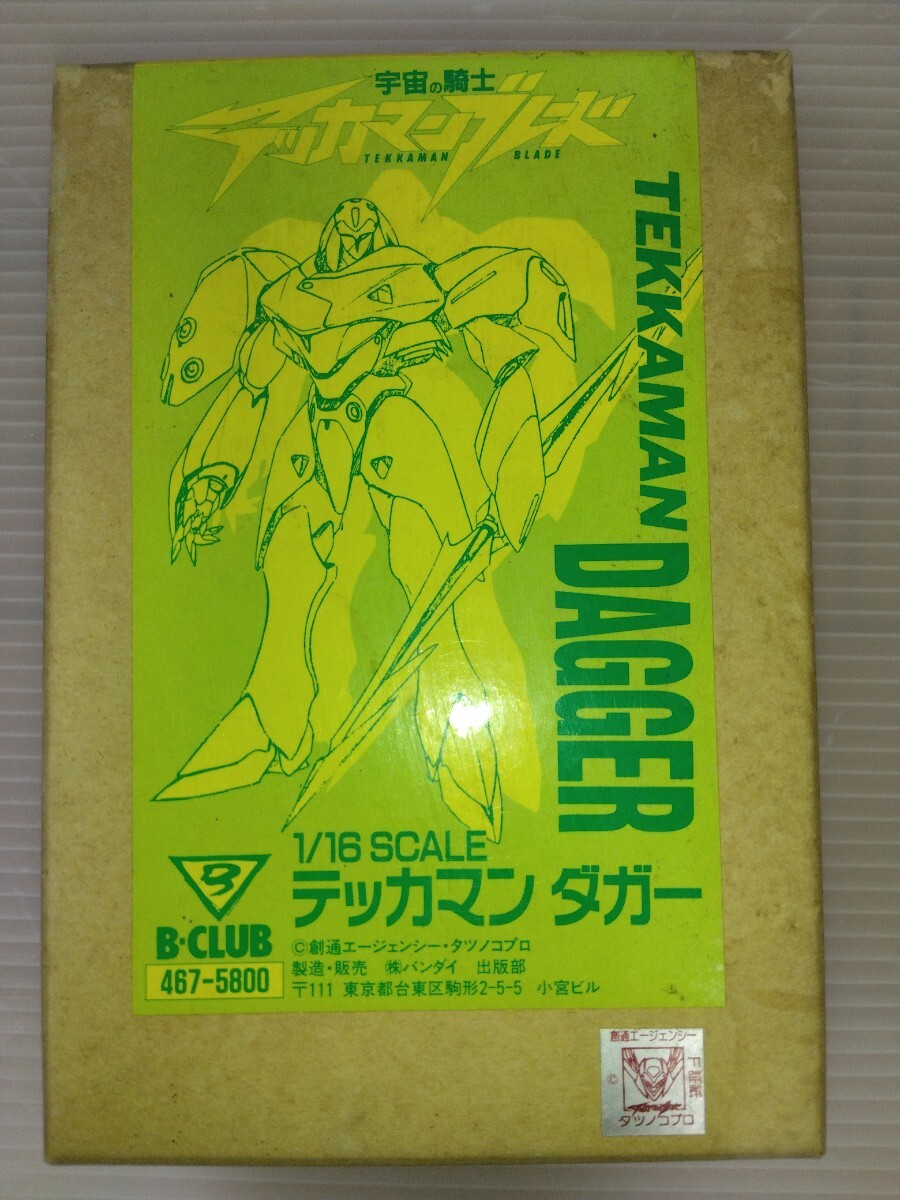 宇宙の騎士
テッカマンブレード
TEKKAMAN BLADE
TEKKAMAN DAGGER
1/16 SCALE
テッカマン ダガー
B·CLUB
467-5800
©創通エージェンシー・タツノコプロ
製造・販売 ㈱バンダイ 出版部
〒111 東京都台東区駒形2-5-5 小宮ビル
創通エージェンシー
©
タツノコプロ